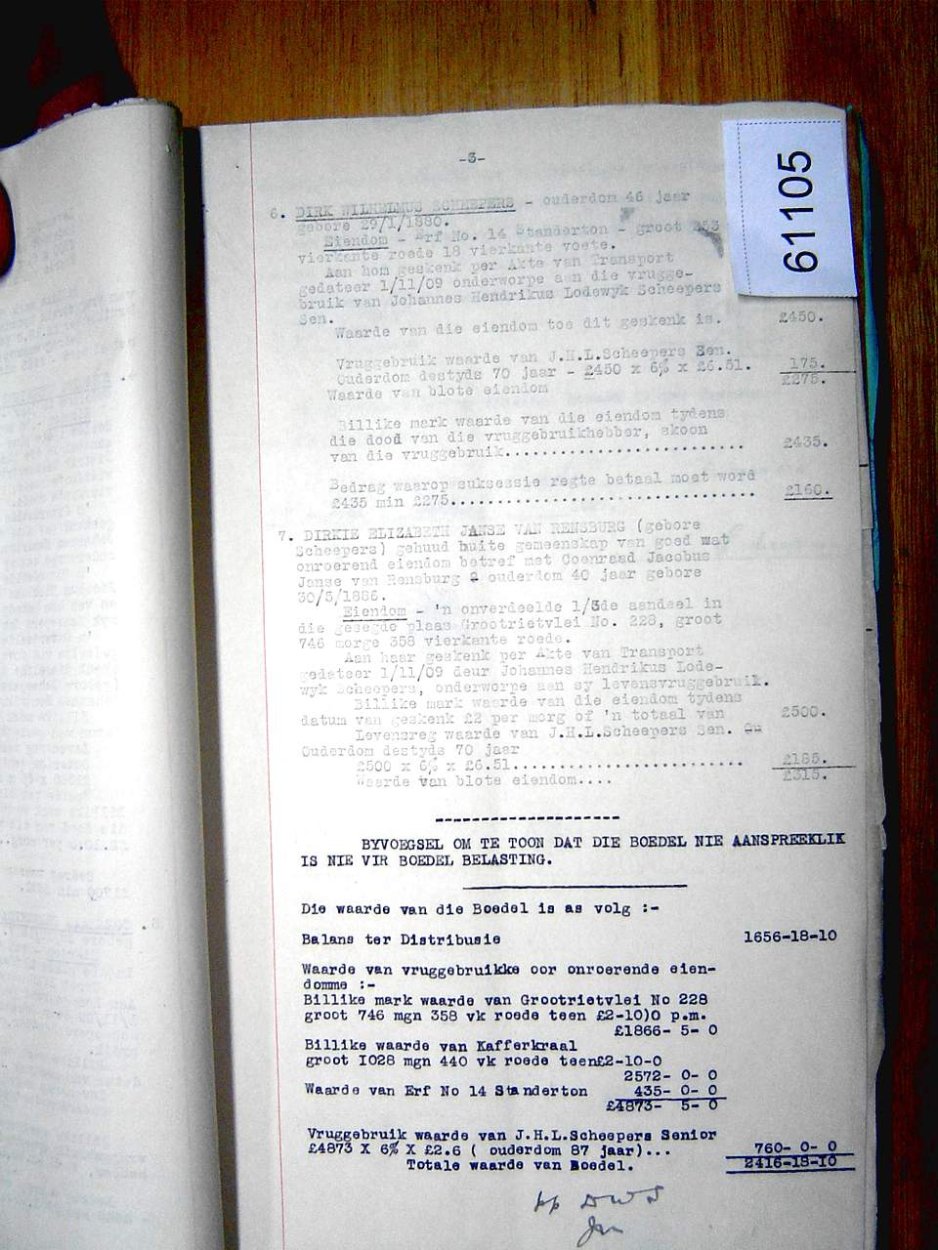 61105
-3-
6. DIRK WILHELMUS SCHEEPERS - ouderdom 46 jaar
gebore 29/1/1880.
Eiendom - Erf No. 14 Standerton - groot 253
vierkante roede 18 vierkante voete.
Aan hom geskenk per Akte van Transport
gedateer 1/11/09 onderworpe aan die vrugge-
bruik van Johannes Hendrikus Lodewyk Scheepers
Sen.
Waarde van die eiendom toe dit geskenk is. £450.
Vruggebruik waarde van J.H.L.Scheepers Sen.
Ouderdom destyds 70 jaar - £450 x 6% x £6.51. 175.
Waarde van blote eiendom £275.
Billike mark waarde van die eiendom tydens
die dood van die vruggebruikhebber, skoon
van die vruggebruik........................... £435.
Bedrag waarop suksessie regte betaal moet word
£435 min £275.................................. £160.
7. DIRKIE ELIZABETH JANSE VAN RENSBURG (gebore
Scheepers) gehuud buite gemeenskap van goed wat
onroerend eiendom betref met Coenraad Jacobus
Janse van Rensburg ouderdom 40 jaar gebore
30/5/1886.
Eiendom - 'n onverdeelde 1/3de aandeel in
die gesegde plaas Grootrietvlei No. 228, groot
746 morge 358 vierkante roede.
Aan haar geskenk per Akte van Transport
gedateer 1/11/09 deur Johannes Hendrikus Lode-
wyk Scheepers, onderworpe aan sy levensvruggebruik.
Billike mark waarde van die eiendom tydens
datum van geskenk £2 per morg of 'n totaal van £500.
Levensreg waarde van J.H.L.Scheepers Sen.
Ouderdom destyds 70 jaar
£500 x 6% x £6.51............................. £185.
Waarde van blote eiendom.... £315.
BYVOEGSEL OM TE TOON DAT DIE BOEDEL NIE AANSPREEKLIK
IS NIE VIR BOEDEL BELASTING.
Die waarde van die Boedel is as volg :-
Balans ter Distribusie 1656-18-10
Waarde van vruggebruikke oor onroerende eien-
domme :-
Billike mark waarde van Grootrietvlei No 228
groot 746 mgn 358 vk roede teen £2-10)0 p.m.
£1866- 5- 0
Billike waarde van Kafferkraal
groot I028 mgn 440 vk roede teen£2-10-0
2572- 0- 0
Waarde van Erf No 14 Standerton 435- 0- 0
£4873- 5- 0
Vruggebruik waarde van J.H.L.Scheepers Senior
£4873 X 6% X £2.6 ( ouderdom 87 jaar)... 760- 0- 0
Totale waarde van Boedel. 2416-18-10
pp DWS